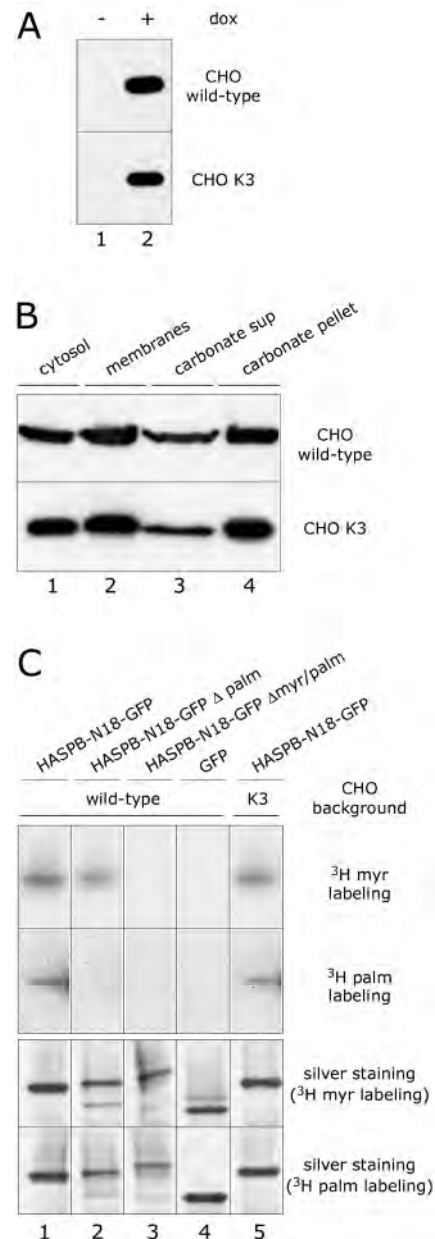 A
- + dox
CHO
wild-type
CHO K3
1 2
B
cytosol membranes carbonate sup carbonate pellet
CHO
wild-type
CHO K3
1 2 3 4
C
HASPB-N18-GFP HASPB-N18-GFP Δ palm HASPB-N18-GFP Δmyr/palm GFP HASPB-N18-GFP
wild-type K3 CHO
background
³H myr
labeling
³H palm
labeling
silver staining
(³H myr labeling)
silver staining
(³H palm labeling)
1 2 3 4 5